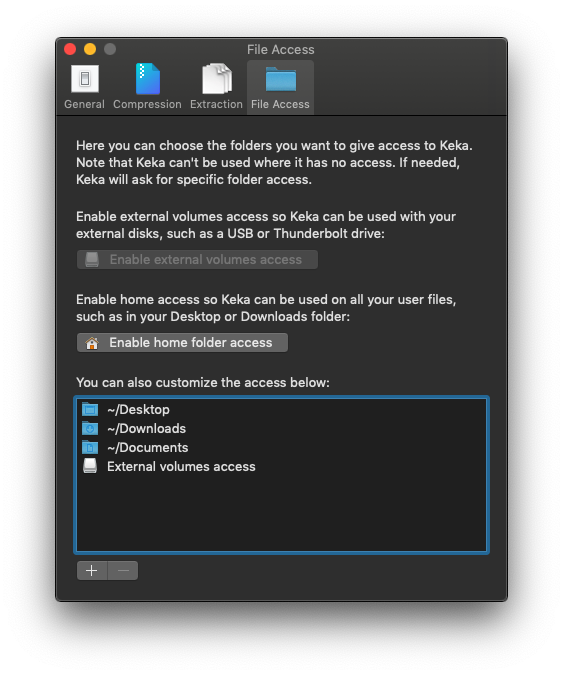 File Access
General
Compression
Extraction
File Access
Here you can choose the folders you want to give access to Keka.
Note that Keka can't be used where it has no access. If needed,
Keka will ask for specific folder access.
Enable external volumes access so Keka can be used with your
external disks, such as a USB or Thunderbolt drive:
Enable external volumes access
Enable home access so Keka can be used on all your user files,
such as in your Desktop or Downloads folder:
Enable home folder access
You can also customize the access below:
~/Desktop
~/Downloads
~/Documents
External volumes access